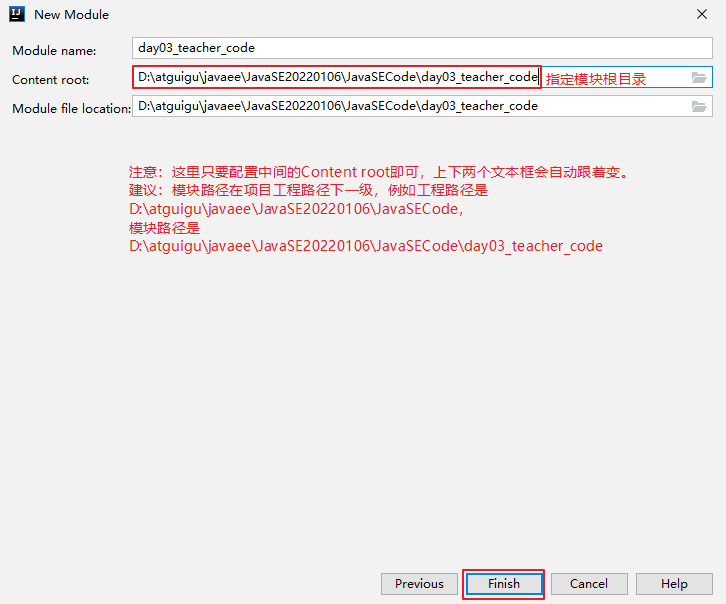 New Module
Module name:
day03_teacher_code
Content root:
D:\atguigu\javaee\JavaSE20220106\JavaSECode\day03_teacher_code
指定模块根目录
Module file location:
D:\atguigu\javaee\JavaSE20220106\JavaSECode\day03_teacher_code
注意：这里只要配置中间的Content root即可，上下两个文本框会自动跟着变。
建议：模块路径在项目工程路径下一级，例如工程路径是
D:\atguigu\javaee\JavaSE20220106\JavaSECode，
模块路径是
D:\atguigu\javaee\JavaSE20220106\JavaSECode\day03_teacher_code
Previous
Finish
Cancel
Help